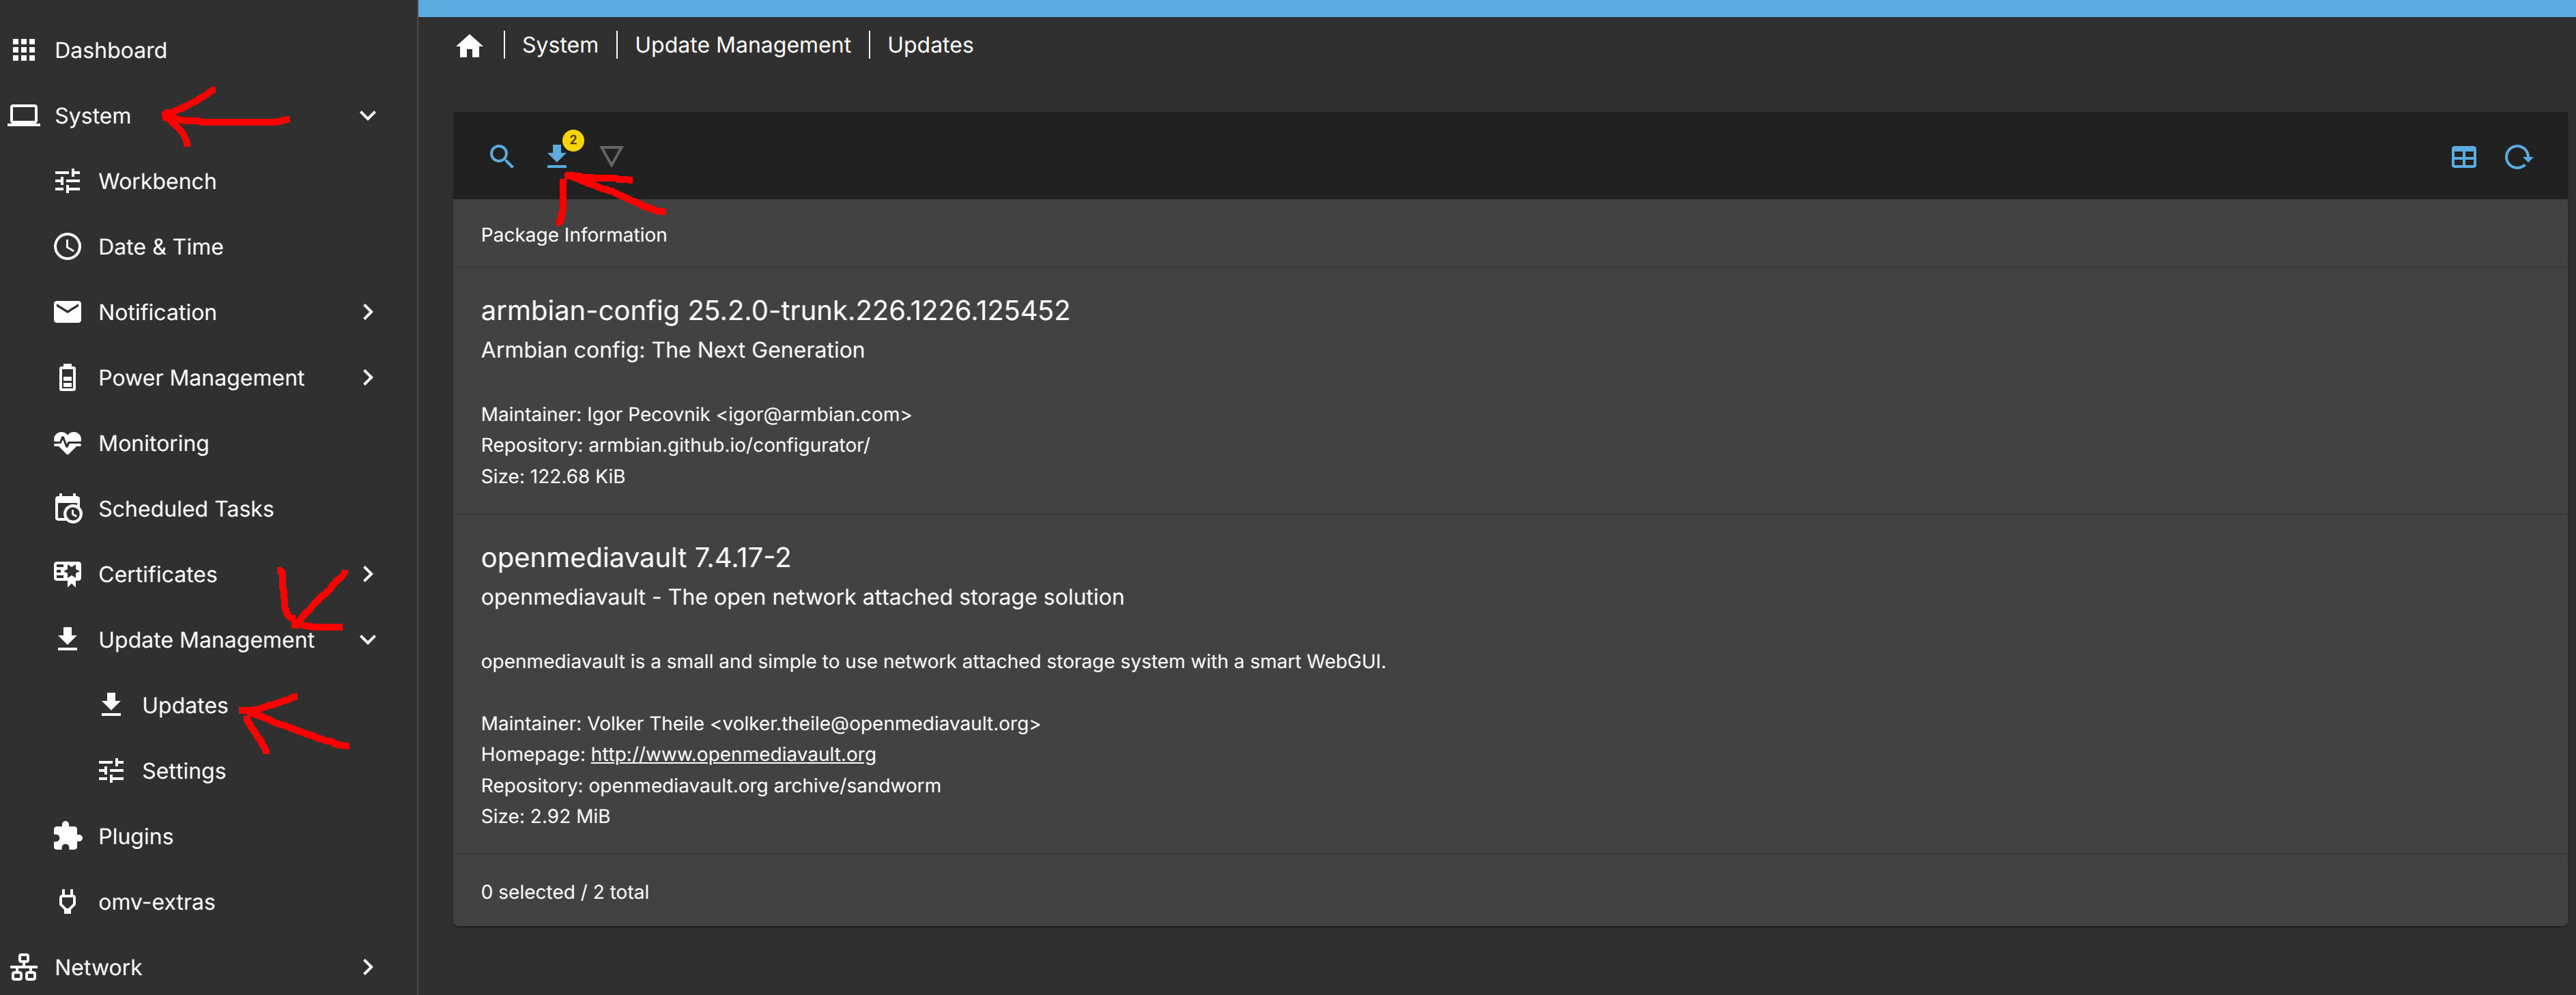 Dashboard
System
Workbench
Date & Time
Notification
Power Management
Monitoring
Scheduled Tasks
Certificates
Update Management
Updates
Settings
Plugins
omv-extras
Network
System | Update Management | Updates
2
Package Information
armbian-config 25.2.0-trunk.226.1226.125452
Armbian config: The Next Generation
Maintainer: Igor Pecovnik <igor@armbian.com>
Repository: armbian.github.io/configurator/
Size: 122.68 KiB
openmediavault 7.4.17-2
openmediavault - The open network attached storage solution
openmediavault is a small and simple to use network attached storage system with a smart WebGUI.
Maintainer: Volker Theile <volker.theile@openmediavault.org>
Homepage: http://www.openmediavault.org
Repository: openmediavault.org archive/sandworm
Size: 2.92 MiB
0 selected / 2 total